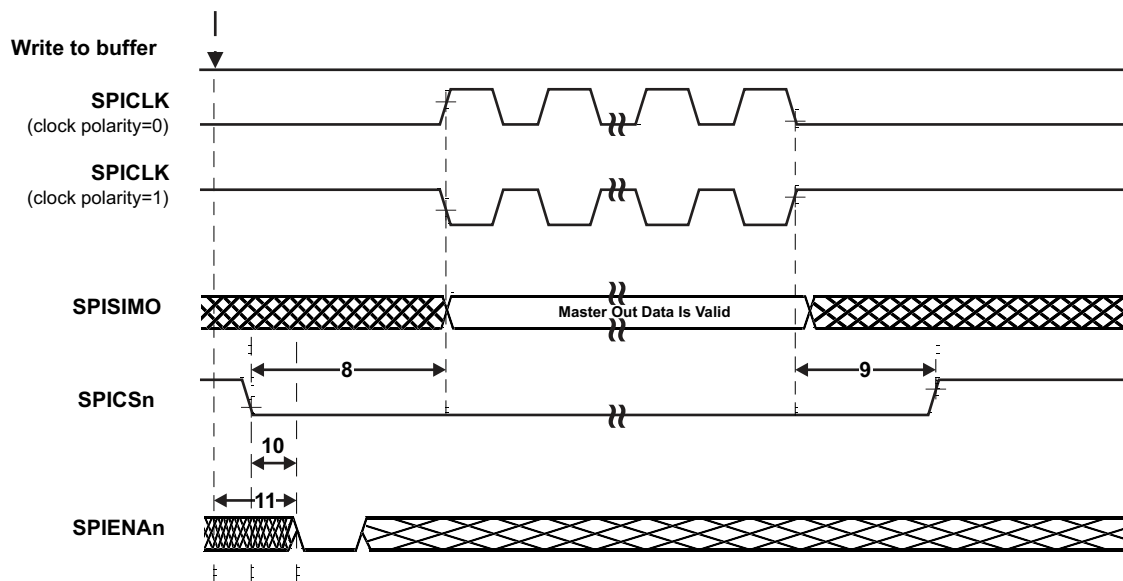 Write to buffer
SPICLK
(clock polarity=0)
SPICLK
(clock polarity=1)
SPISIMO
Master Out Data Is Valid
8
9
SPICSn
10
11
SPIENAn